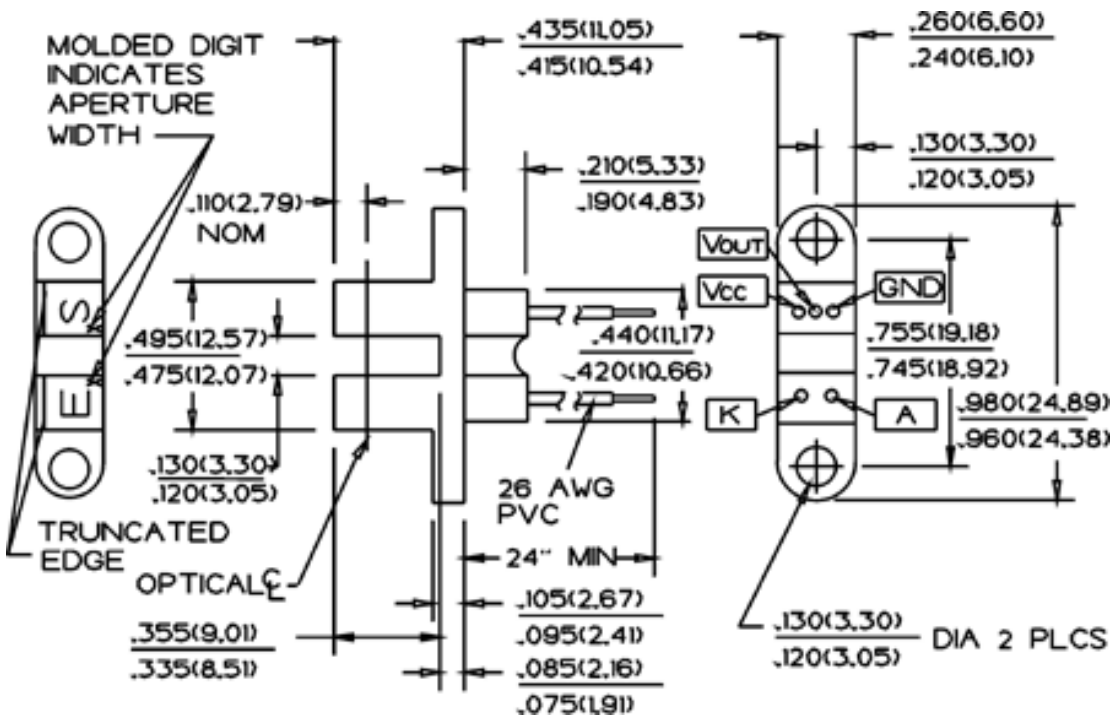 MOLDED DIGIT
INDICATES
APERTURE
WIDTH
.435(11.05)
.415(10.54)
.260(6.60)
.240(6.10)
.130(3.30)
.120(3.05)
.210(5.33)
.190(4.83)
.110(2.79)
NOM
VOUT
VCC
GND
S
E
.495(12.57)
.475(12.07)
.440(11.17)
.420(10.66)
.755(19.18)
.745(18.92)
K
A
.980(24.89)
.960(24.38)
.130(3.30)
.120(3.05)
26 AWG
PVC
TRUNCATED
EDGE
24" MIN
OPTICAL CL
.105(2.67)
.095(2.41)
.355(9.01)
.335(8.51)
.085(2.16)
.075(1.91)
.130(3.30)
.120(3.05)
DIA 2 PLCS